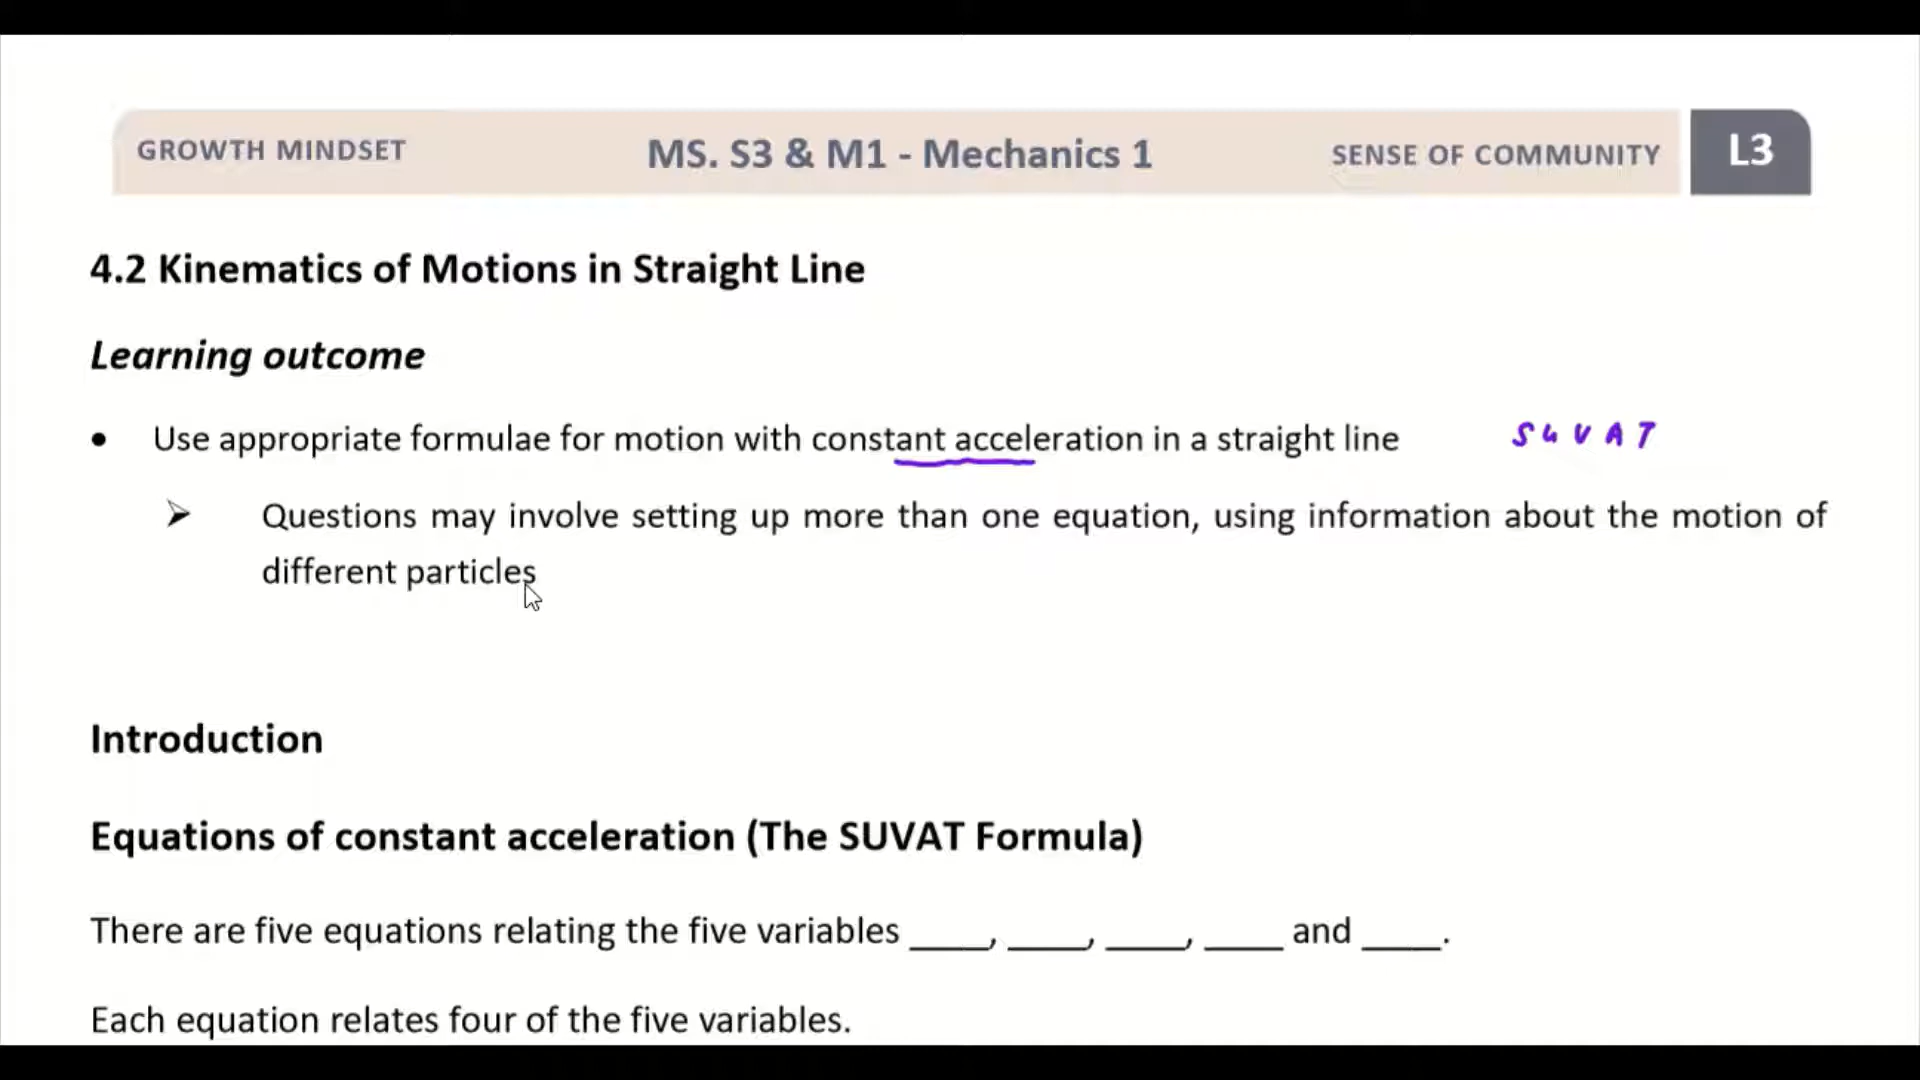 GROWTH MINDSET MS. S3 & M1 - Mechanics 1 SENSE OF COMMUNITY L3
4.2 Kinematics of Motions in Straight Line
Learning outcome
• Use appropriate formulae for motion with constant acceleration in a straight line SUVAT
➢ Questions may involve setting up more than one equation, using information about the motion of
different particles
Introduction
Equations of constant acceleration (The SUVAT Formula)
There are five equations relating the five variables ____, ____, ____, ____ and ____.
Each equation relates four of the five variables.